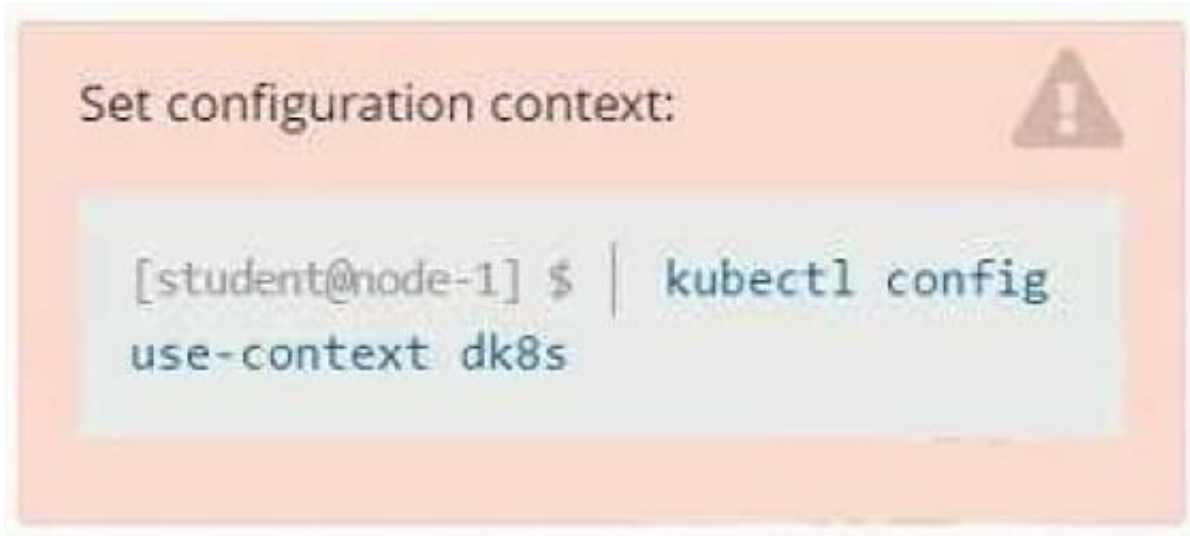 Set configuration context:
[student@node-1] $ | kubectl config
use-context dk8s